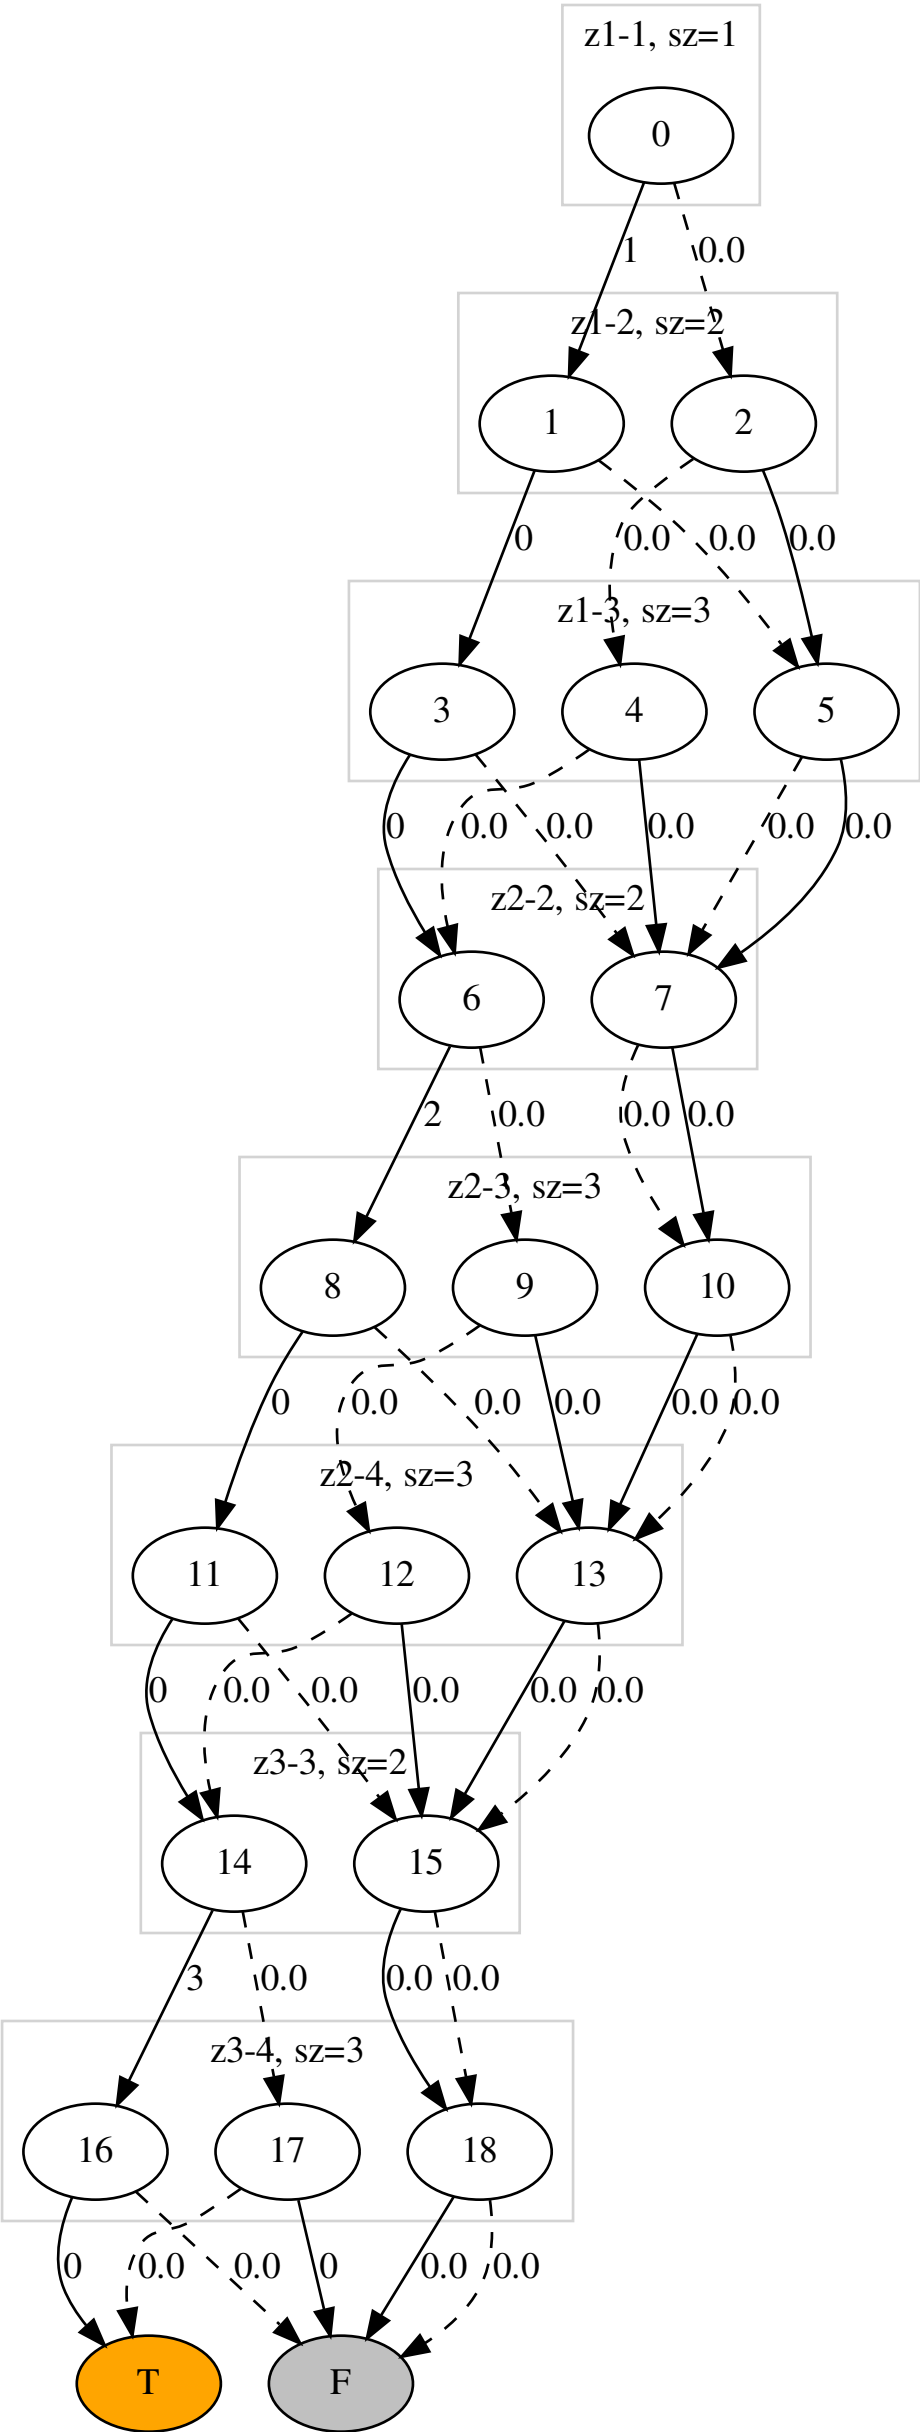 z1-1, sz=1
0
1 0.0
z1-2, sz=2
1 2
0 0.0 0.0 0.0
z1-3, sz=3
3 4 5
0 0.0 0.0 0.0 0.0 0.0
z2-2, sz=2
6 7
2 0.0 0.0 0.0
z2-3, sz=3
8 9 10
0 0.0 0.0 0.0 0.0 0.0
z2-4, sz=3
11 12 13
0 0.0 0.0 0.0 0.0 0.0
z3-3, sz=2
14 15
3 0.0 0.0 0.0
z3-4, sz=3
16 17 18
0 0.0 0.0 0 0.0 0.0
T F